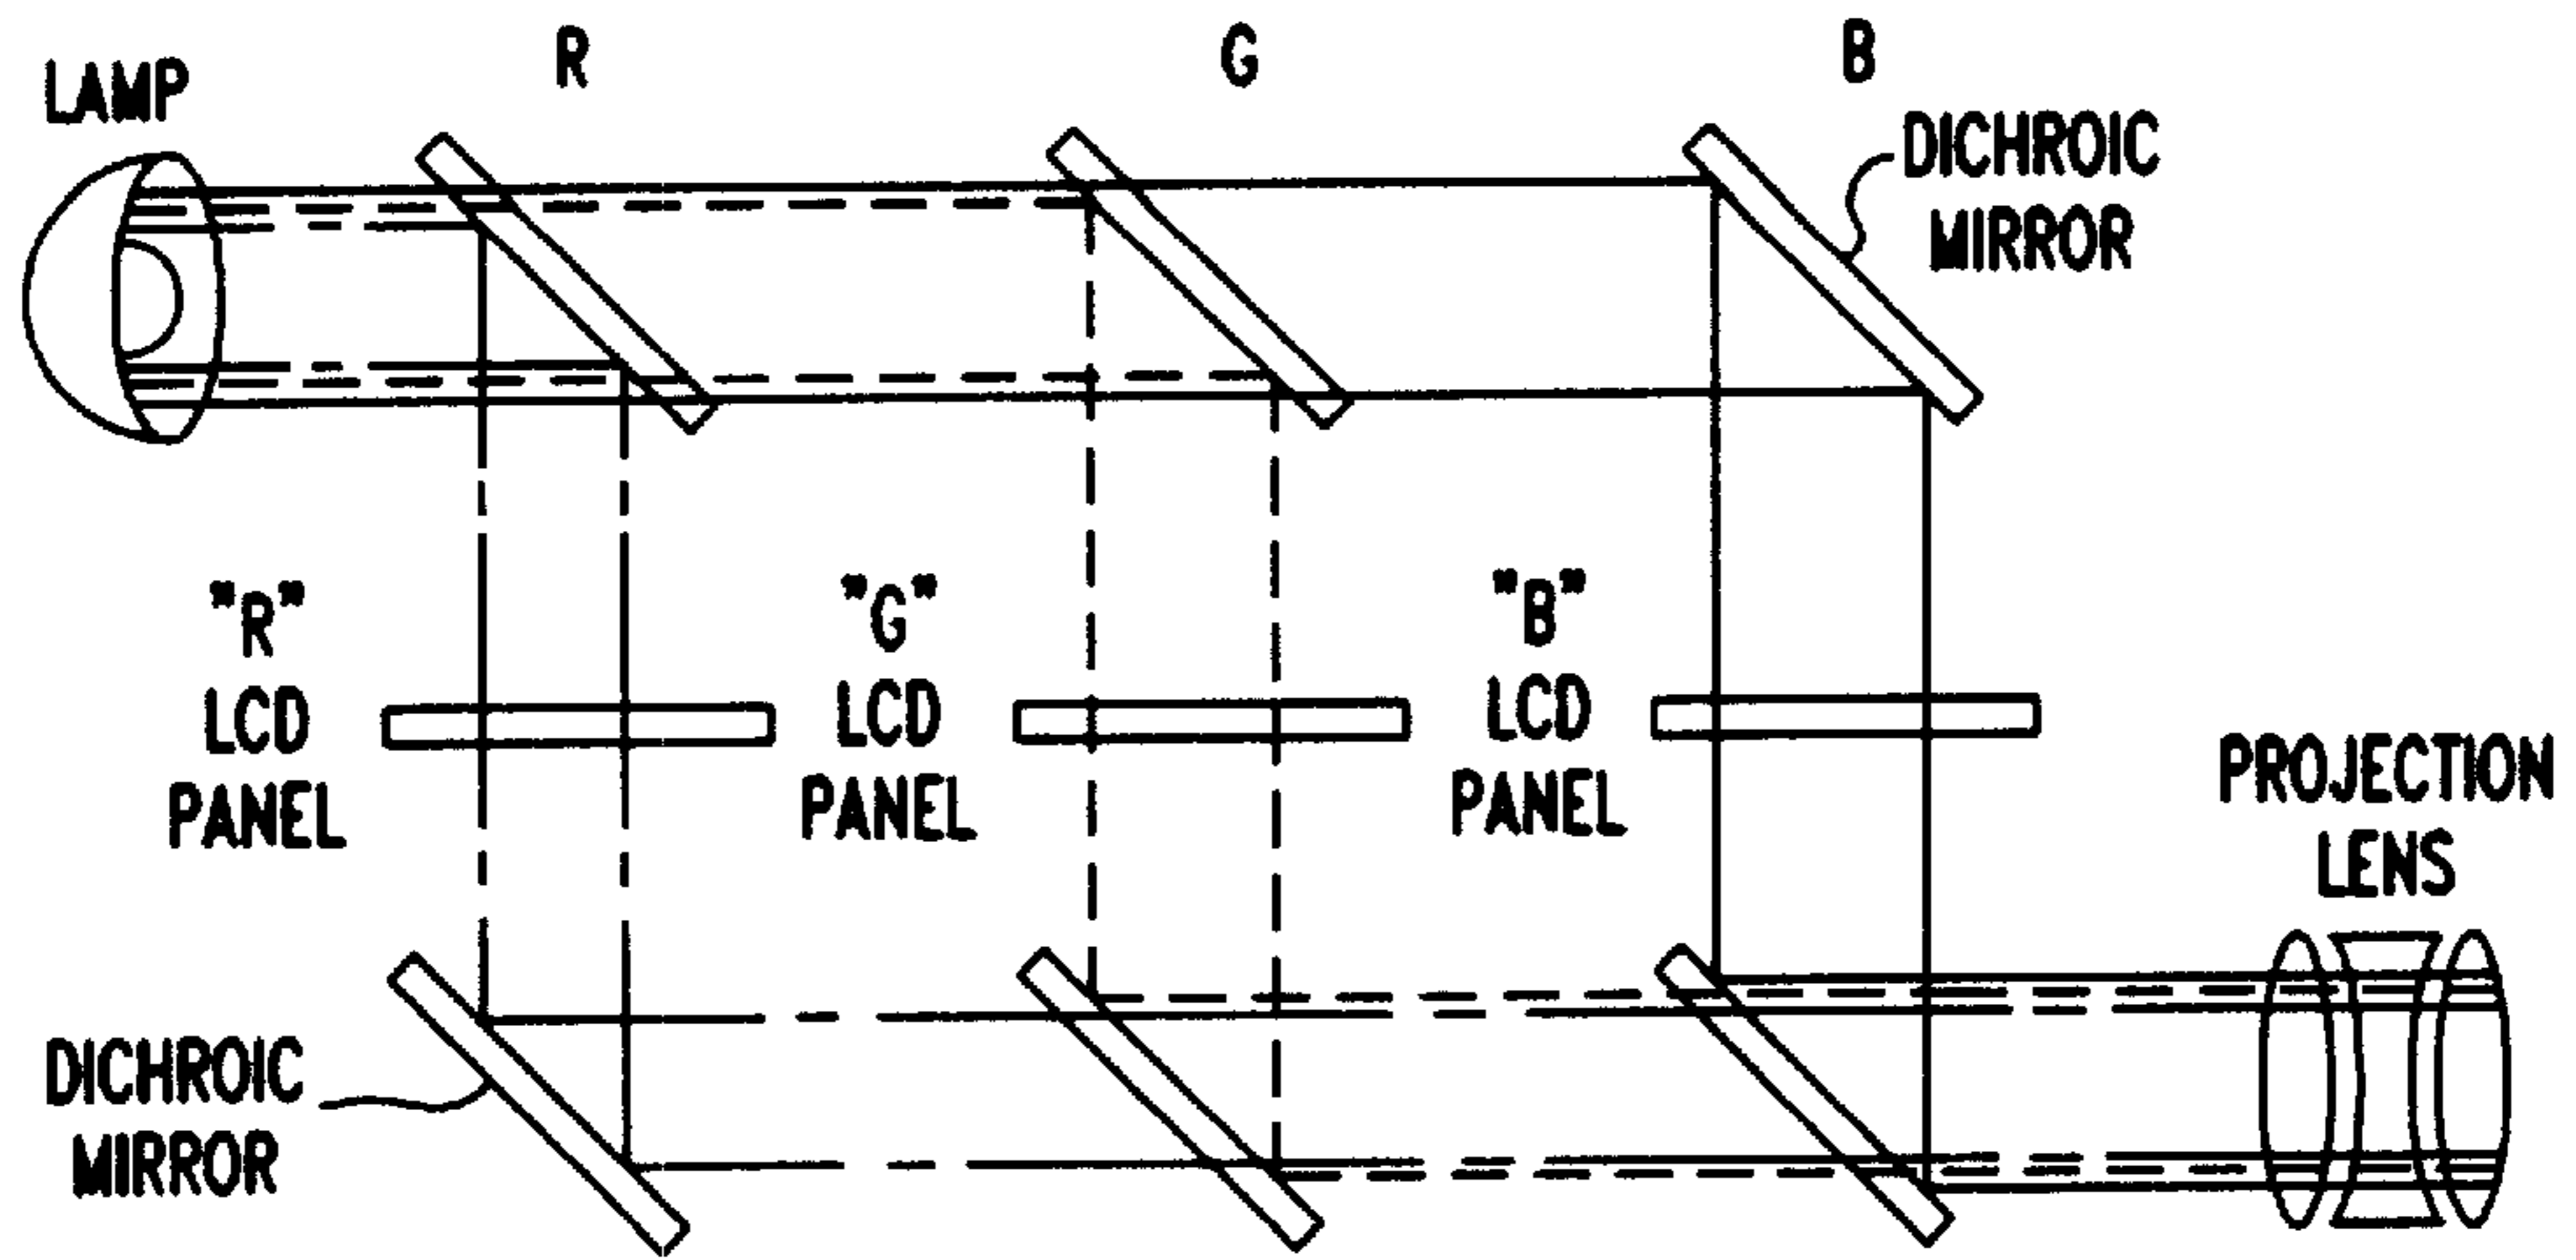 R
G
B
LAMP
DICHROIC
MIRROR
"R"
LCD
PANEL
"G"
LCD
PANEL
"B"
LCD
PANEL
PROJECTION
LENS
DICHROIC
MIRROR